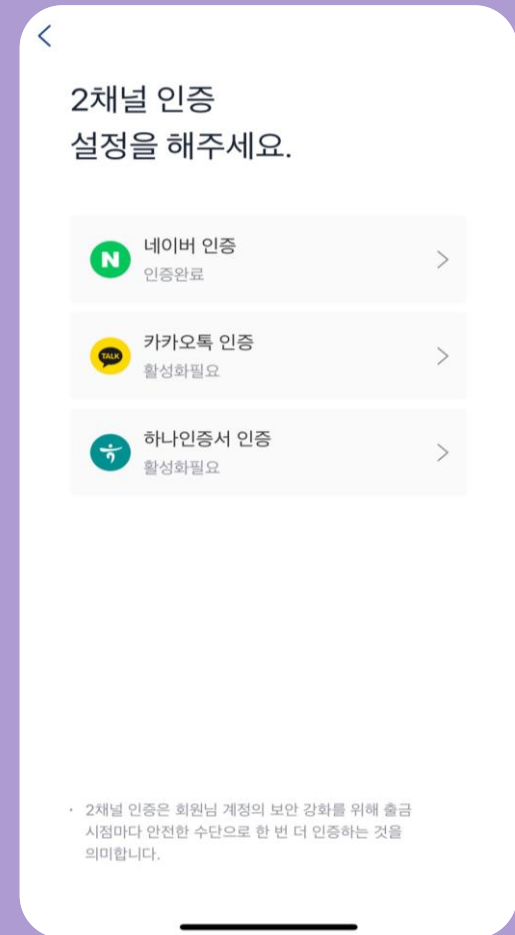 2채널 인증
설정을 해주세요.
N
네이버 인증
인증완료
TALK
카카오톡 인증
활성화필요
하나인증서 인증
활성화필요
· 2채널 인증은 회원님 계정의 보안 강화를 위해 출금
시점마다 안전한 수단으로 한 번 더 인증하는 것을
의미합니다.